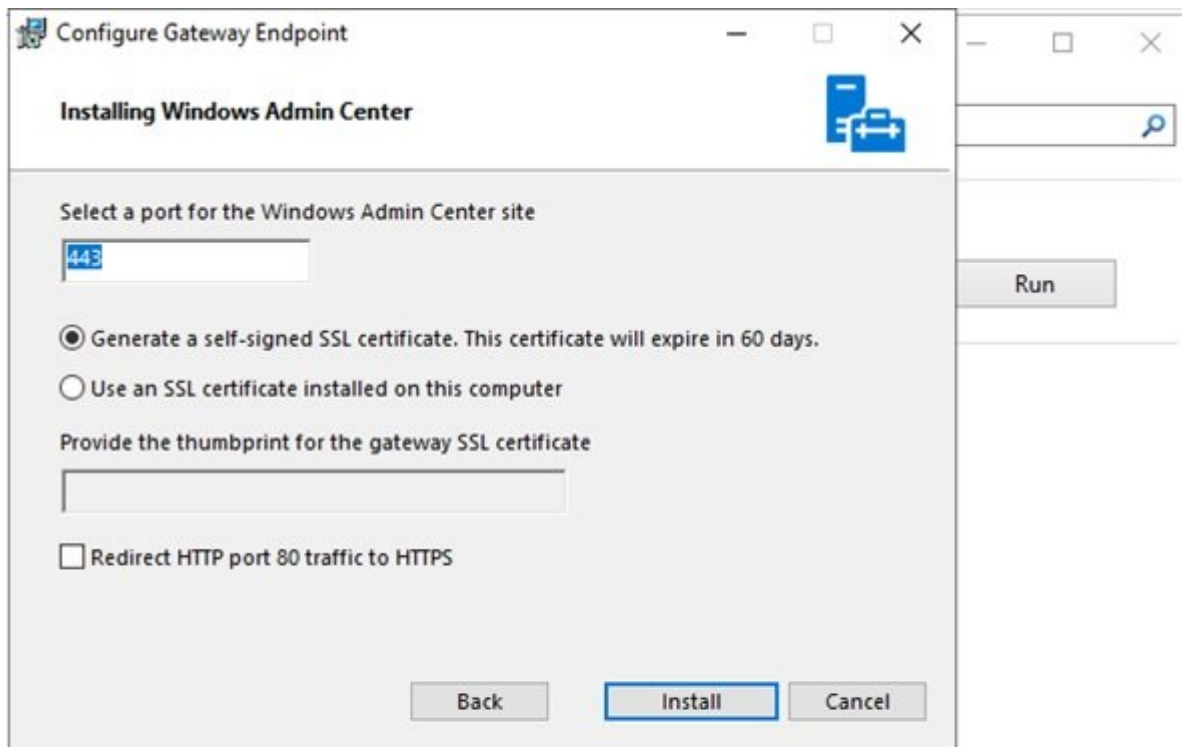 Configure Gateway Endpoint
Installing Windows Admin Center
Select a port for the Windows Admin Center site
443
Run
Generate a self-signed SSL certificate. This certificate will expire in 60 days.
Use an SSL certificate installed on this computer
Provide the thumbprint for the gateway SSL certificate
Redirect HTTP port 80 traffic to HTTPS
Back
Install
Cancel